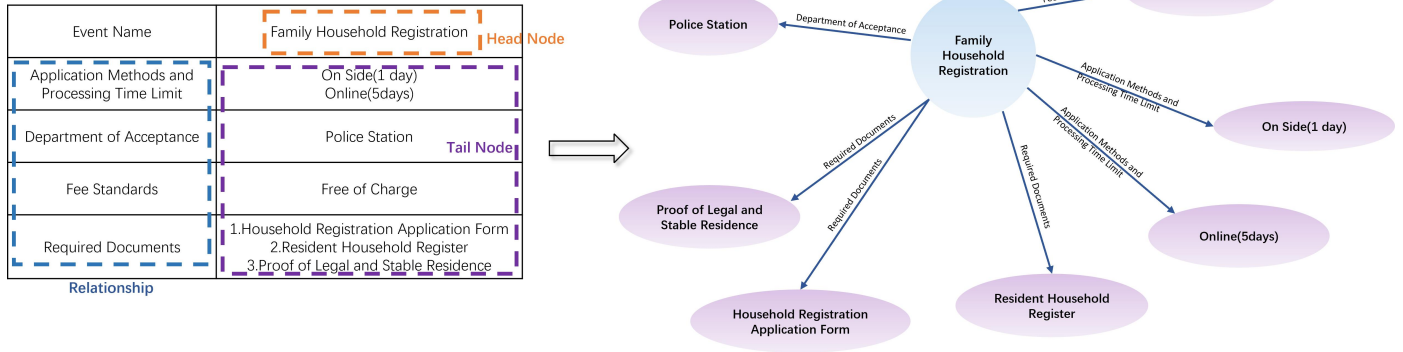 Event Name
Family Household Registration
Head Node
Application Methods and
Processing Time Limit
On Side(1 day)
Online(5days)
Department of Acceptance
Police Station
Tail Node
Fee Standards
Free of Charge
Required Documents
1.Household Registration Application Form
2.Resident Household Register
3.Proof of Legal and Stable Residence
Relationship
Police Station
Department of Acceptance
Family
Household
Registration
Application Methods and
Processing Time Limit
On Side(1 day)
Application Methods and
Processing Time Limit
Online(5days)
Required Documents
Proof of Legal and
Stable Residence
Required Documents
Household Registration
Application Form
Required Documents
Resident Household
Register